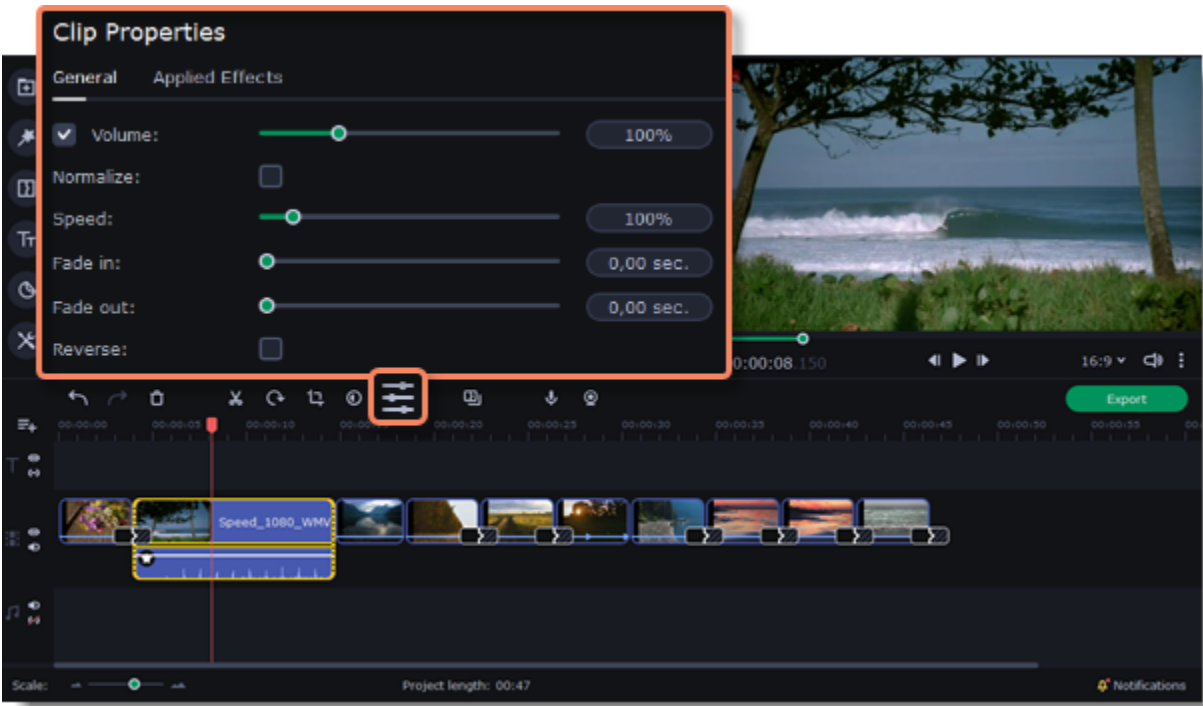 Clip Properties
General Applied Effects
Volume: 100%
Normalize:
Speed: 100%
Fade in: 0,00 sec.
Fade out: 0,00 sec.
Reverse:
0:00:08.150 16:9
Export
00:00:00 00:00:05 00:00:10 00:00:20 00:00:25 00:00:30 00:00:35 00:00:40 00:00:45 00:00:50 00:00:55
Speed_1080_WMV
Scale: Project length: 00:47 Notifications